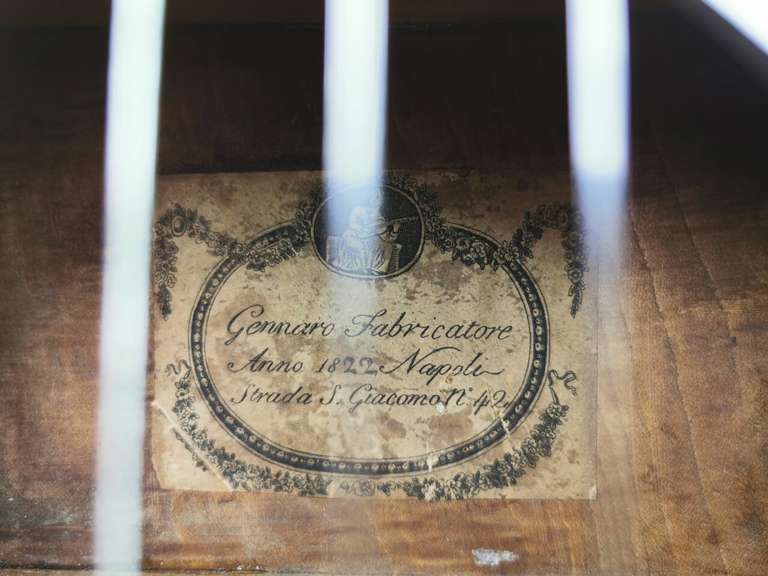 Gennaro Fabricatore
Anno 1822 Napoli
Strada S. Giacomo N.º 42